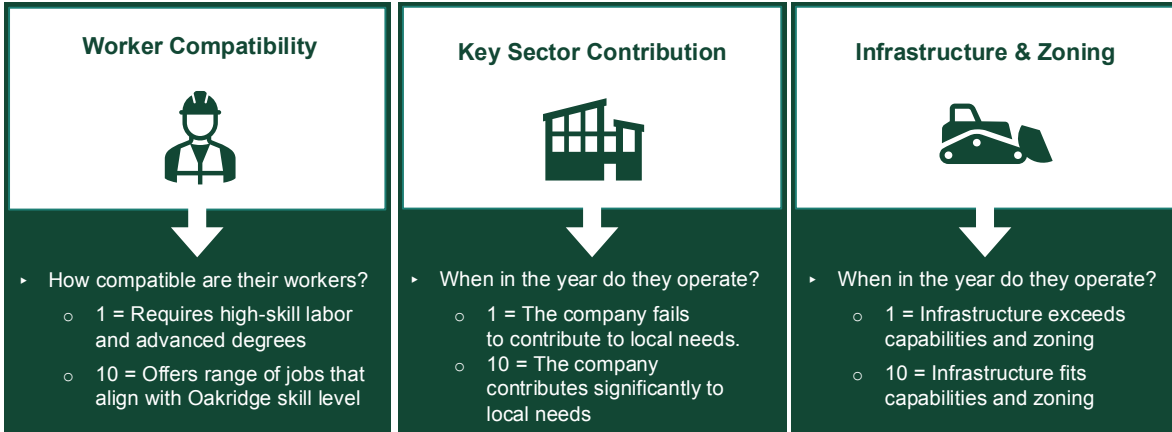 Worker Compatibility
▸ How compatible are their workers?
o 1 = Requires high-skill labor
and advanced degrees
o 10 = Offers range of jobs that
align with Oakridge skill level
Key Sector Contribution
▸ When in the year do they operate?
o 1 = The company fails
to contribute to local needs.
o 10 = The company
contributes significantly to
local needs
Infrastructure & Zoning
▸ When in the year do they operate?
o 1 = Infrastructure exceeds
capabilities and zoning
o 10 = Infrastructure fits
capabilities and zoning